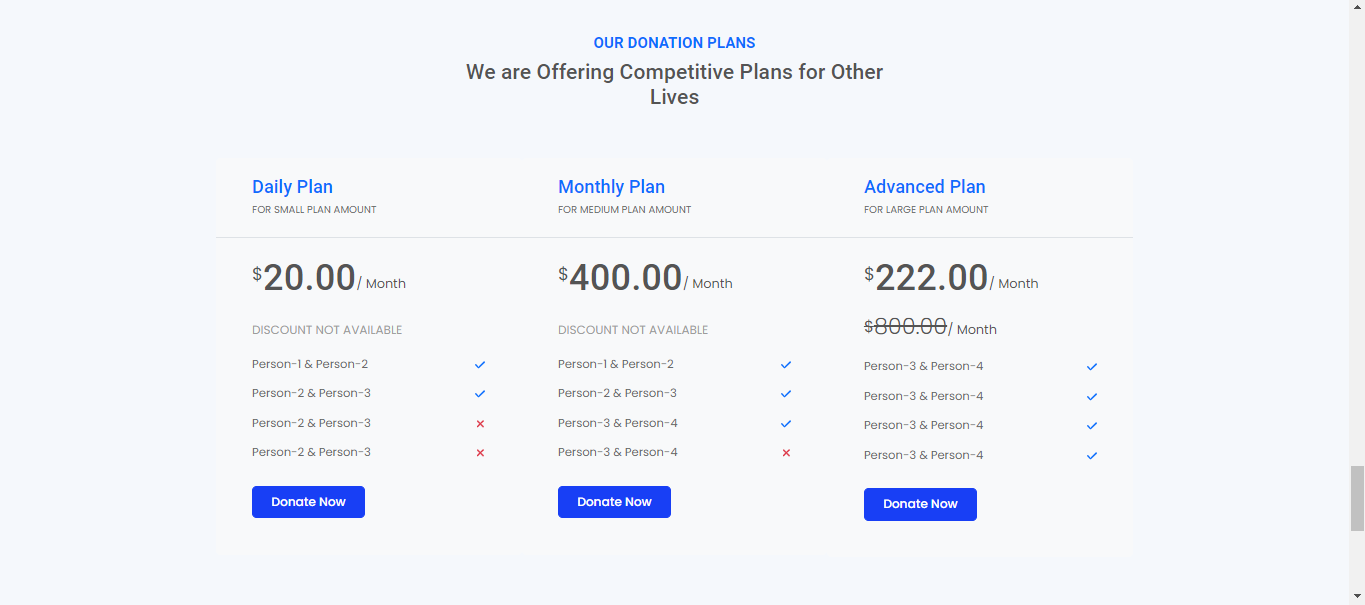 OUR DONATION PLANS
We are Offering Competitive Plans for Other
Lives
Daily Plan
FOR SMALL PLAN AMOUNT
$20.00/ Month
DISCOUNT NOT AVAILABLE
Person-1 & Person-2
Person-2 & Person-3
Person-2 & Person-3
Person-2 & Person-3
Donate Now
Monthly Plan
FOR MEDIUM PLAN AMOUNT
$400.00/ Month
DISCOUNT NOT AVAILABLE
Person-1 & Person-2
Person-2 & Person-3
Person-3 & Person-4
Person-3 & Person-4
Donate Now
Advanced Plan
FOR LARGE PLAN AMOUNT
$222.00/ Month
$800.00/ Month
Person-3 & Person-4
Person-3 & Person-4
Person-3 & Person-4
Person-3 & Person-4
Donate Now